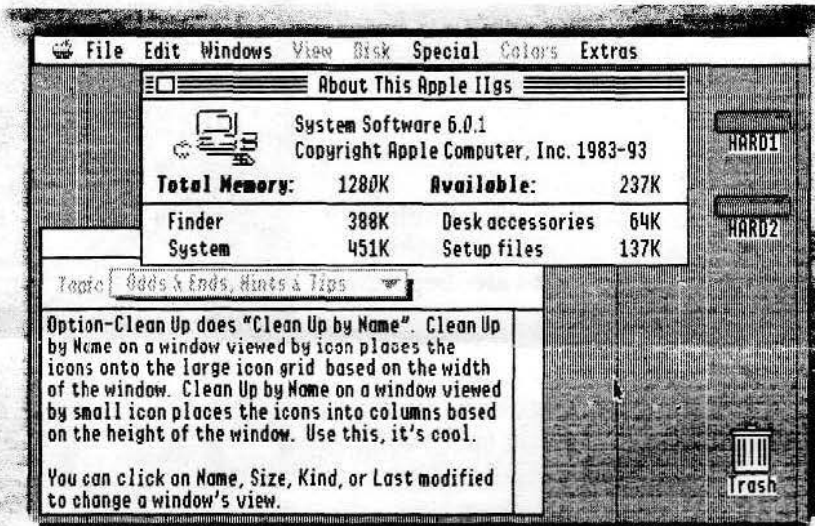 File Edit Windows View Disk Special Colors Extras
About This Apple IIgs
System Software 6.0.1
Copyright Apple Computer, Inc. 1983-93
Total Memory: 1280K Available: 237K
Finder 388K Desk accessories 64K
System 451K Setup files 137K
HARD1
HARD2
Topic Odds & Ends, Hints & Tips
Option-Clean Up does "Clean Up by Name". Clean Up
by Name on a window viewed by icon places the
icons onto the large icon grid based on the width
of the window. Clean Up by Name on a window viewed
by small icon places the icons into columns based
on the height of the window. Use this, it's cool.
You can click on Name, Size, Kind, or Last modified
to change a window's view.
Trash